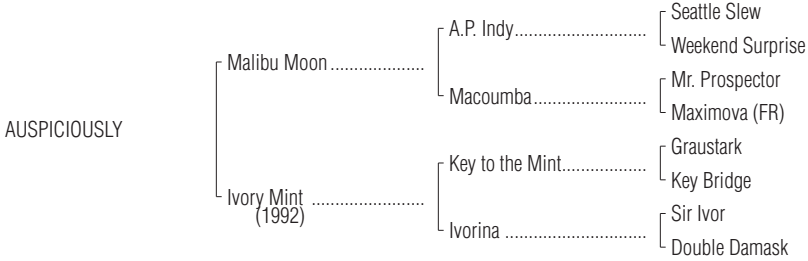 Seattle Slew
A.P. Indy..............................
Weekend Surprise
Malibu Moon.....................
Mr. Prospector
Macoumba..........................
Maximova (FR)
AUSPICIOUSLY
Graustark
Key to the Mint...................
Key Bridge
Ivory Mint .........................
(1992)
Sir Ivor
Ivorina ................................
Double Damask